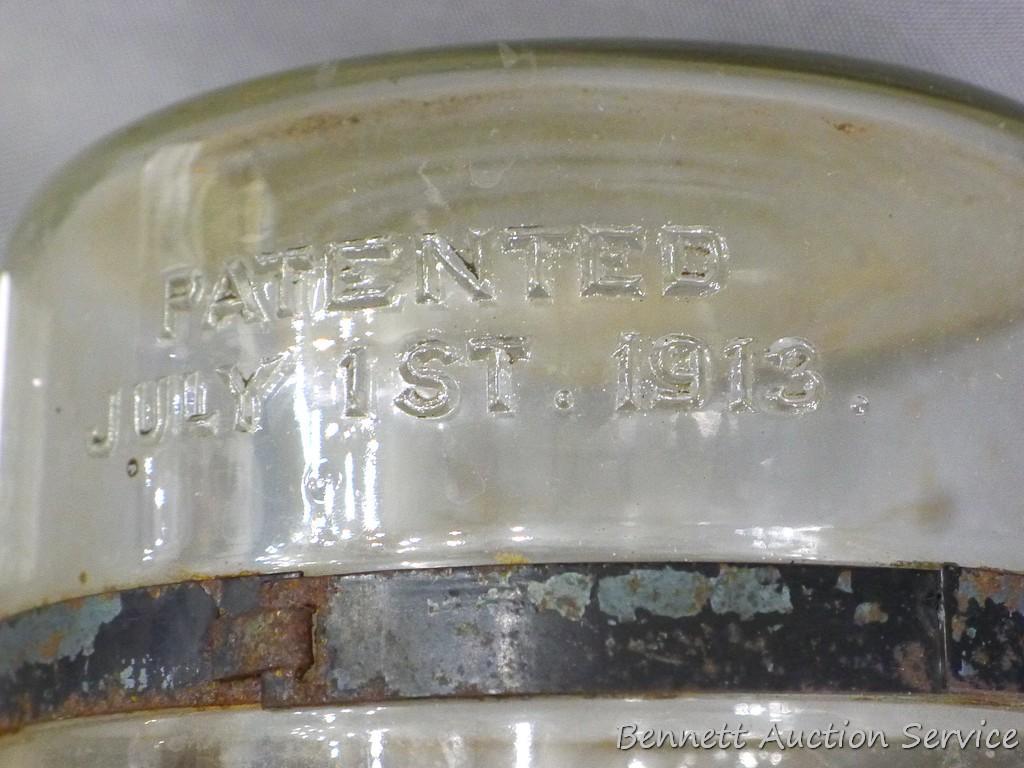 PATENTED
JULY 1ST. 1913.
Bennett Auction Service